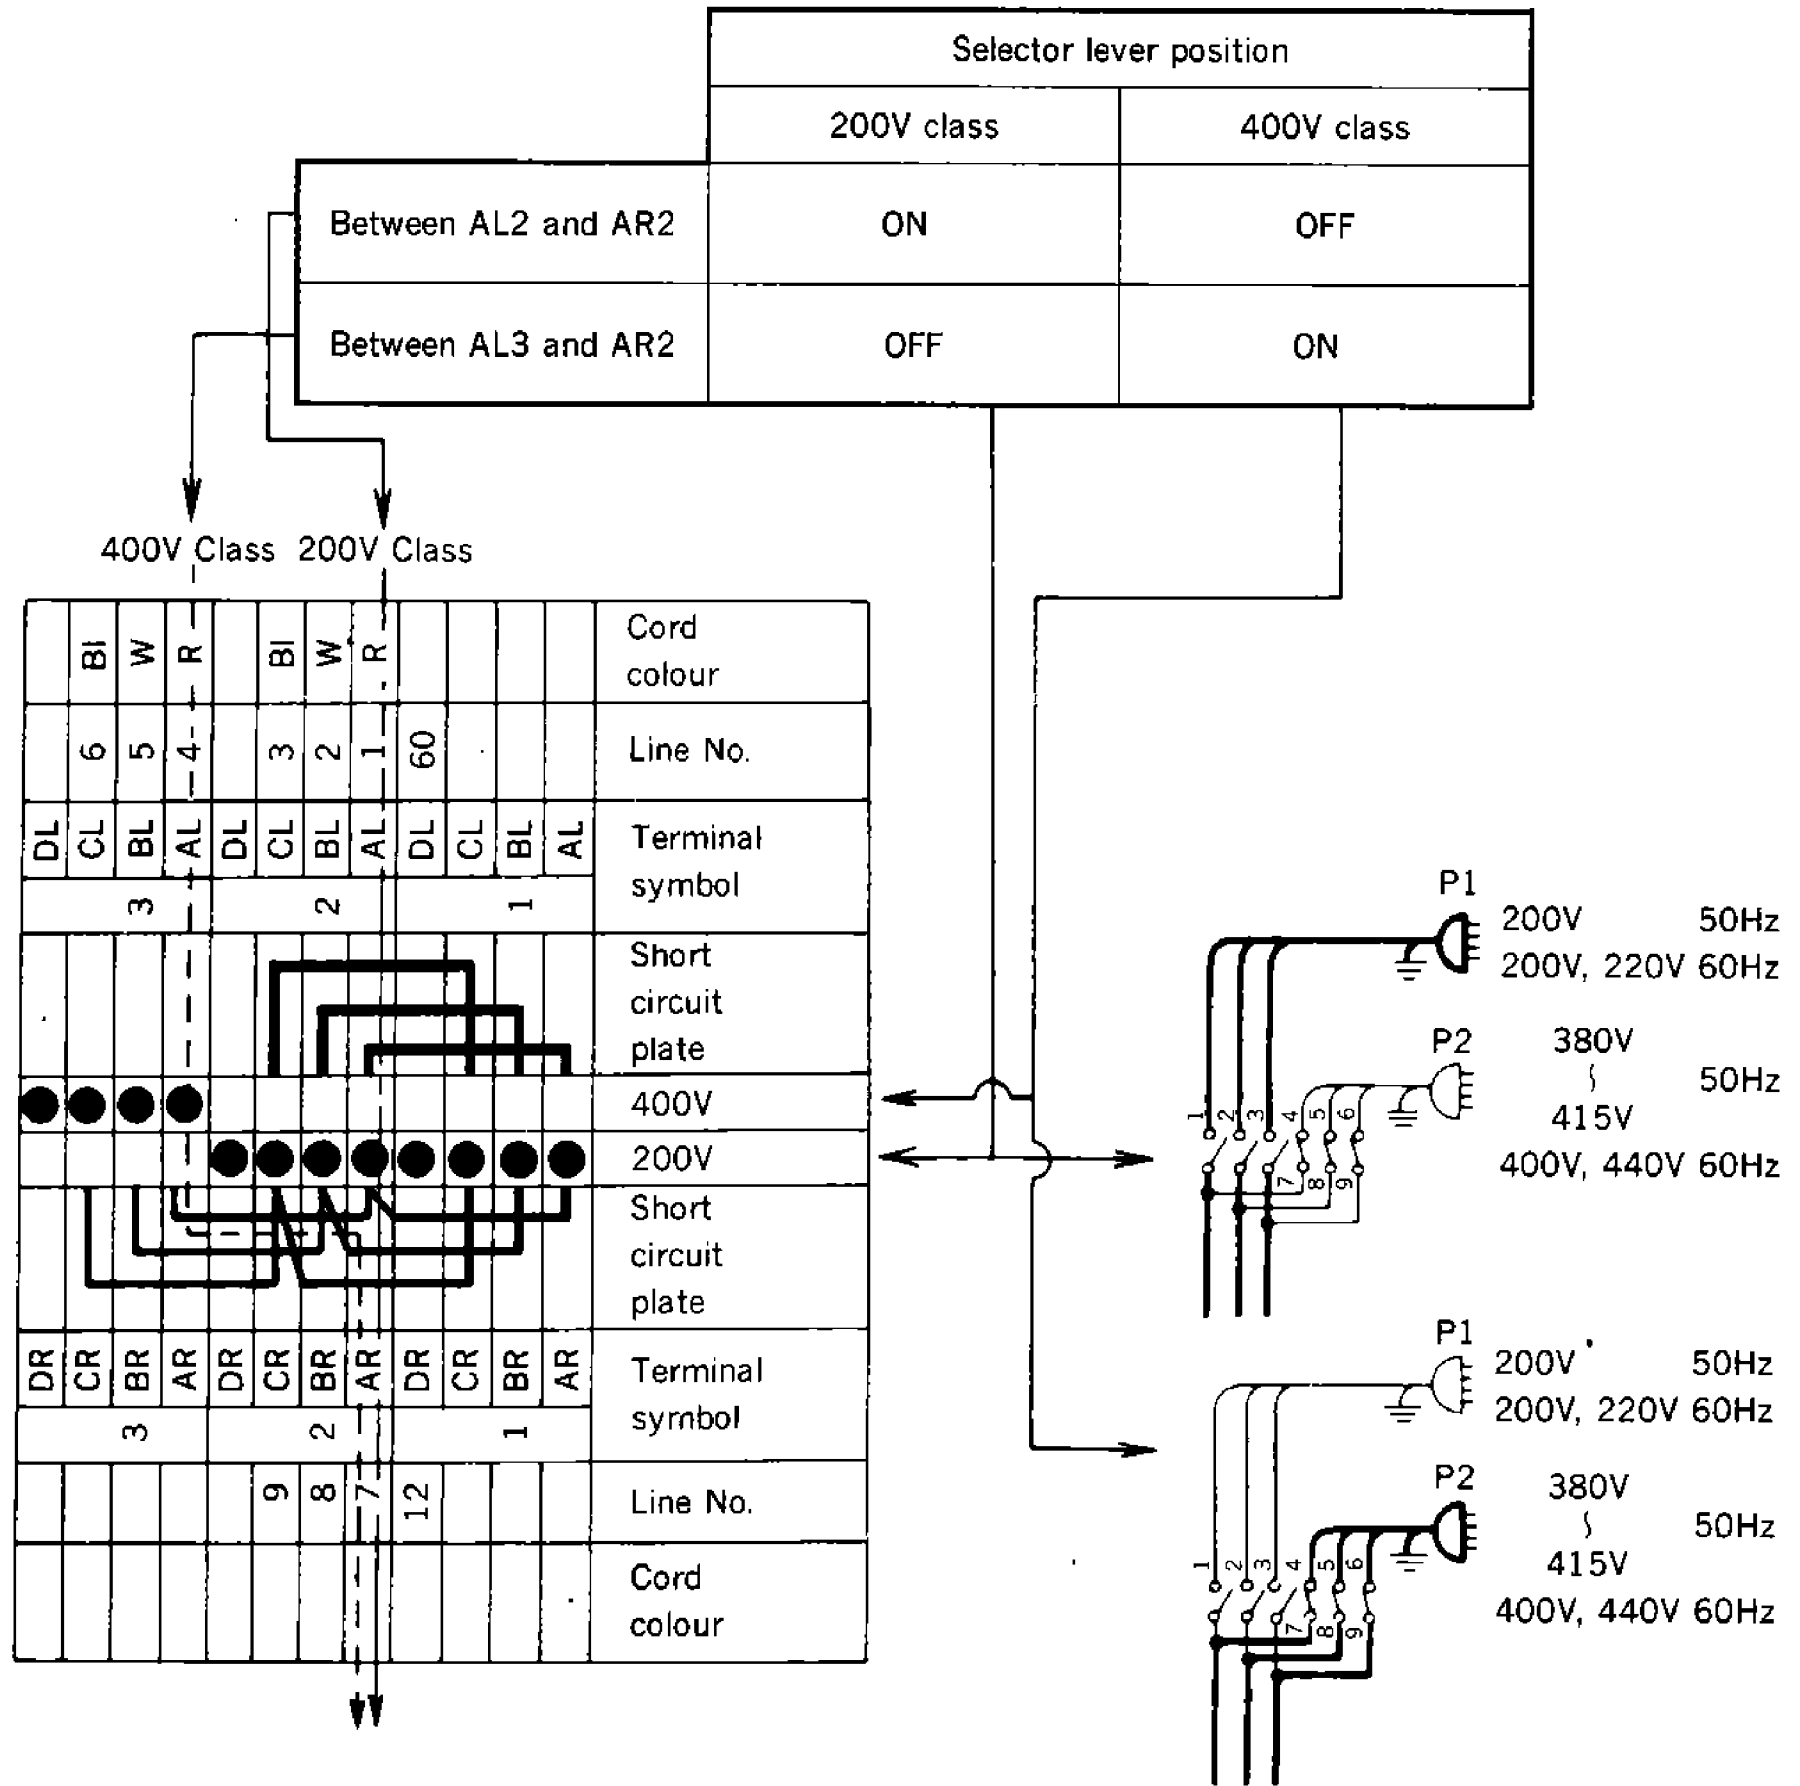 Selector lever position
200V class 400V class
Between AL2 and AR2 ON OFF
Between AL3 and AR2 OFF ON
400V Class 200V Class
Bl W R Bl W R Cord
colour
6 5 4 3 2 1 60 Line No.
DL CL BL AL DL CL BL AL DL CL BL AL Terminal
symbol
3 2 1
Short
circuit
plate
400V
200V
Short
circuit
plate
DR CR BR AR DR CR BR AR DR CR BR AR Terminal
symbol
3 2 1
9 8 7 12 Line No.
Cord
colour
P1
200V 50Hz
200V, 220V 60Hz
P2 380V
~ 50Hz
415V
400V, 440V 60Hz
1 2 3 4 5 6
7 8 9
P1
200V 50Hz
200V, 220V 60Hz
P2 380V
~ 50Hz
415V
400V, 440V 60Hz
1 2 3 4 5 6
7 8 9